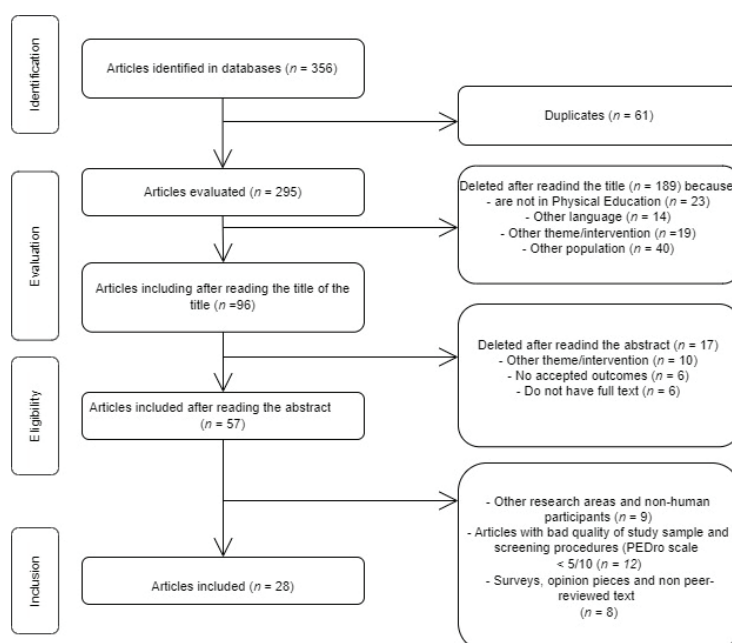 Identification
Articles identified in databases (n = 356)
Duplicates (n = 61)
Evaluation
Articles evaluated (n = 295)
Deleted after readind the title (n = 189) because
- are not in Physical Education (n = 23)
- Other language (n = 14)
- Other theme/intervention (n =19)
- Other population (n = 40)
Articles including after reading the title of the
title (n =96)
Deleted after readind the abstract (n = 17)
- Other theme/intervention (n = 10)
- No accepted outcomes (n = 6)
- Do not have full text (n = 6)
Eligibility
Articles included after reading the abstract
(n = 57)
- Other research areas and non-human
participants (n = 9)
- Articles with bad quality of study sample and
screening procedures (PEDro scale
< 5/10 (n = 12)
- Surveys, opinion pieces and non peer-
reviewed text
(n = 8)
Inclusion
Articles included (n = 28)